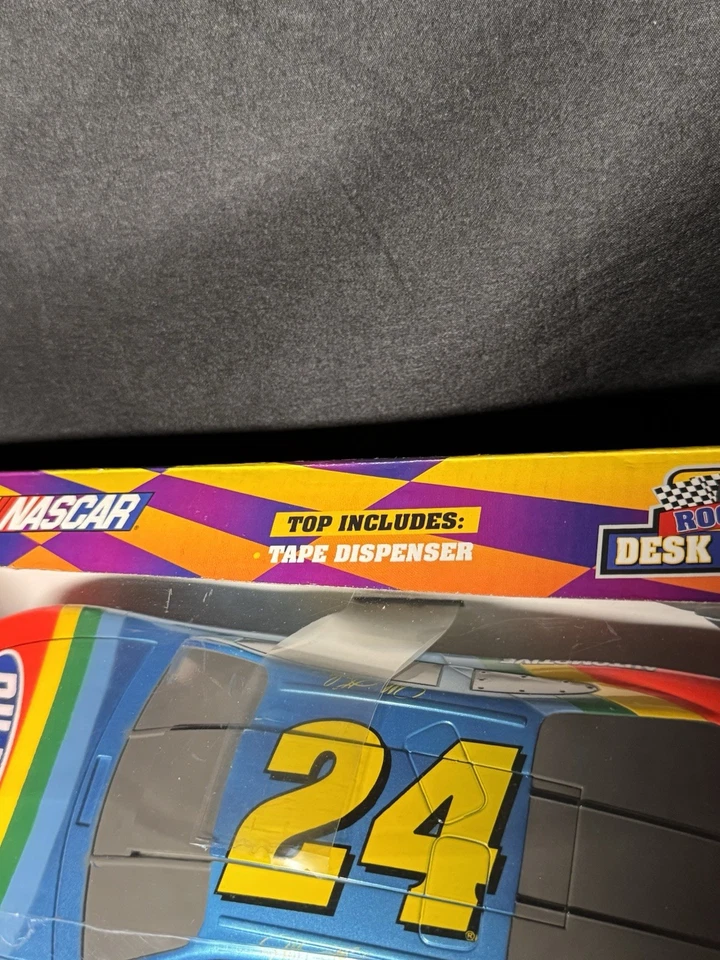 NASCAR
TOP INCLUDES:
• TAPE DISPENSER
DESK
24